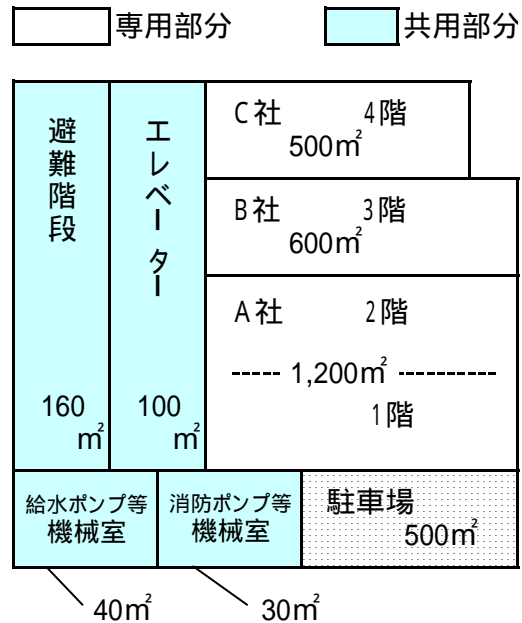 専用部分
共用部分
避難階段
160
㎡
エレベーター
100
㎡
C社 4階
500㎡
B社 3階
600㎡
A社 2階
1,200㎡
1階
給水ポンプ等
機械室
消防ポンプ等
機械室
駐車場
500㎡
40㎡
30㎡